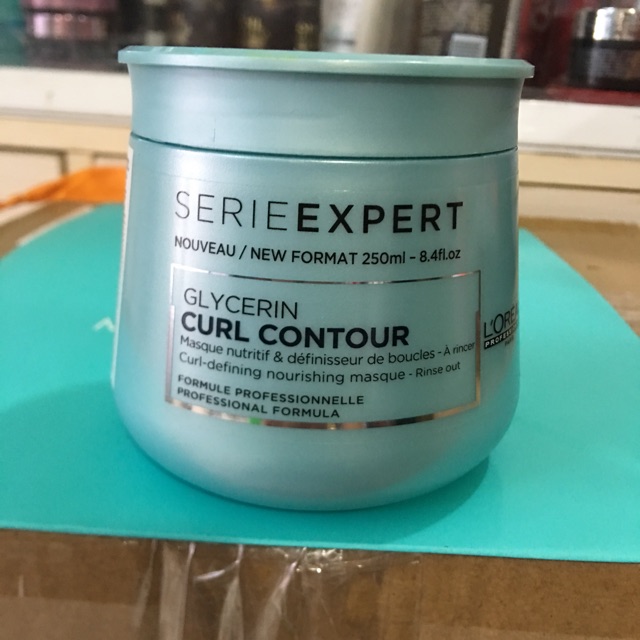 SERIEEXPERT
NOUVEAU / NEW FORMAT 250ml - 8.4fl.oz
GLYCERIN
CURL CONTOUR
Masque nutritif & définisseur de boucles - À rincer
Curl-defining nourishing masque - Rinse out
FORMULE PROFESSIONNELLE
PROFESSIONAL FORMULA